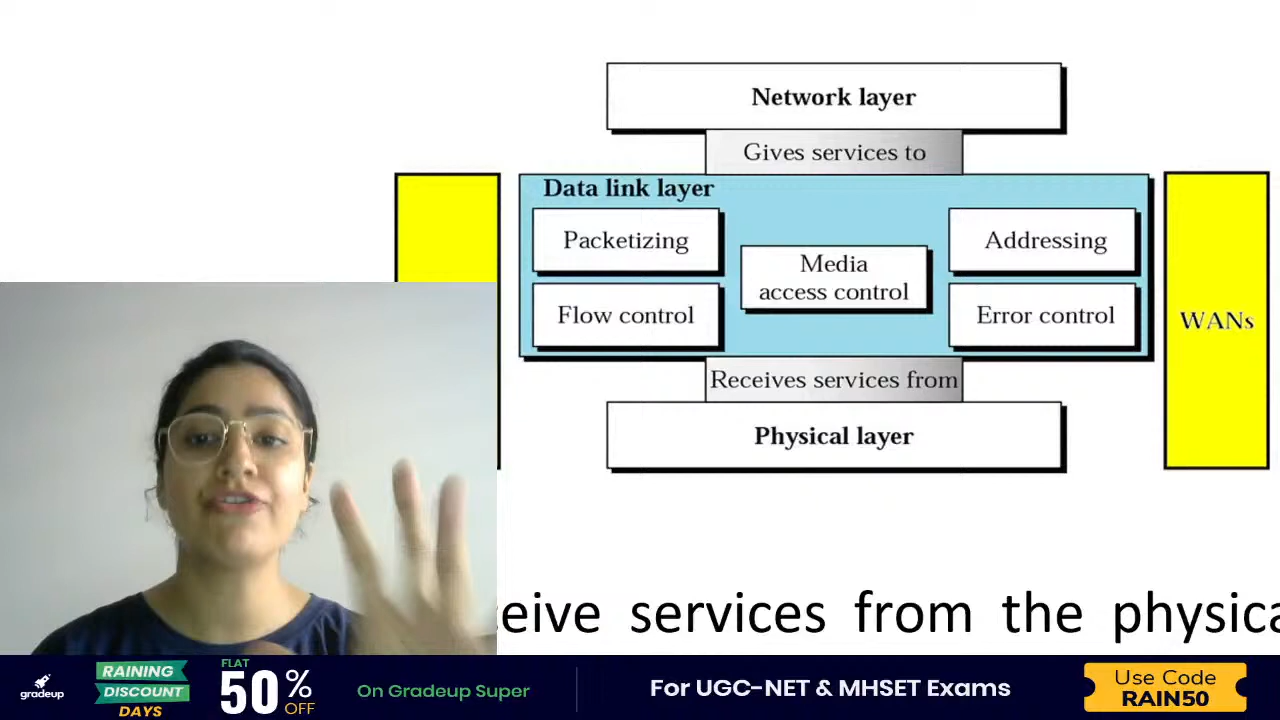 Network layer
Gives services to
Data link layer
Packetizing
Addressing
Media
access control
Flow control
Error control
WANs
Receives services from
Physical layer
services from the
gradeup
RAINING
DISCOUNT
DAYS
FLAT
50%
OFF
On Gradeup Super
For UGC-NET & MHSET Exams
Use Code
RAIN50